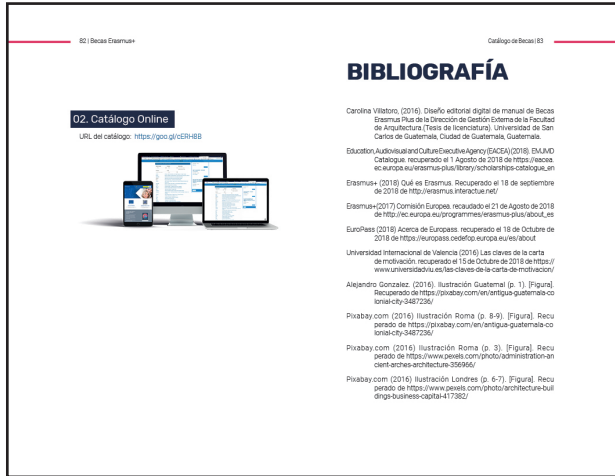 82 | Becas Erasmus+
02. Catálogo Online
URL del catálogo: https://goo.gl/cERHBB
Catálogo de Becas | 83
BIBLIOGRAFÍA
Carolina Villatoro, (2016). Diseño editorial digital de manual de Becas
Erasmus Plus de la Dirección de Gestión Externa de la Facultad
de Arquitectura.(Tesis de licenciatura). Universidad de San
Carlos de Guatemala, Ciudad de Guatemala, Guatemala.
Education, Audiovisual and Culture Executive Agency (EACEA) (2018). EMJMD
Catalogue. recuperado el 1 Agosto de 2018 de https://eacea.
ec.europa.eu/erasmus-plus/library/scholarships-catalogue_en
Erasmus+ (2018) Qué es Erasmus. Recuperado el 18 de septiembre
de 2018 de http://erasmus.interactue.net/
Erasmus+(2017) Comisión Europea. recaudado el 21 de Agosto de 2018
de http://ec.europa.eu/programmes/erasmus-plus/about_es
EuroPass (2018) Acerca de Europass. recuperado el 18 de Octubre de
2018 de https://europass.cedefop.europa.eu/es/about
Universidad Internacional de Valencia (2016) Las claves de la carta
de motivación. recuperado el 15 de Octubre de 2018 de https://
www.universidadviu.es/las-claves-de-la-carta-de-motivacion/
Alejandro Gonzalez. (2016). Ilustración Guatemal (p. 1). [Figura].
Recuperado de https://pixabay.com/en/antigua-guatemala-co
lonial-city-3487236/
Pixabay.com (2016) Ilustración Roma (p. 8-9). [Figura]. Recu
perado de https://pixabay.com/en/antigua-guatemala-co
lonial-city-3487236/
Pixabay.com (2016) Ilustración Roma (p. 3). [Figura]. Recu
perado de https://www.pexels.com/photo/administration-an
cient-arches-architecture-356966/
Pixabay.com (2016) Ilustración Londres (p. 6-7). [Figura]. Recu
perado de https://www.pexels.com/photo/architecture-buil
dings-business-capital-417382/